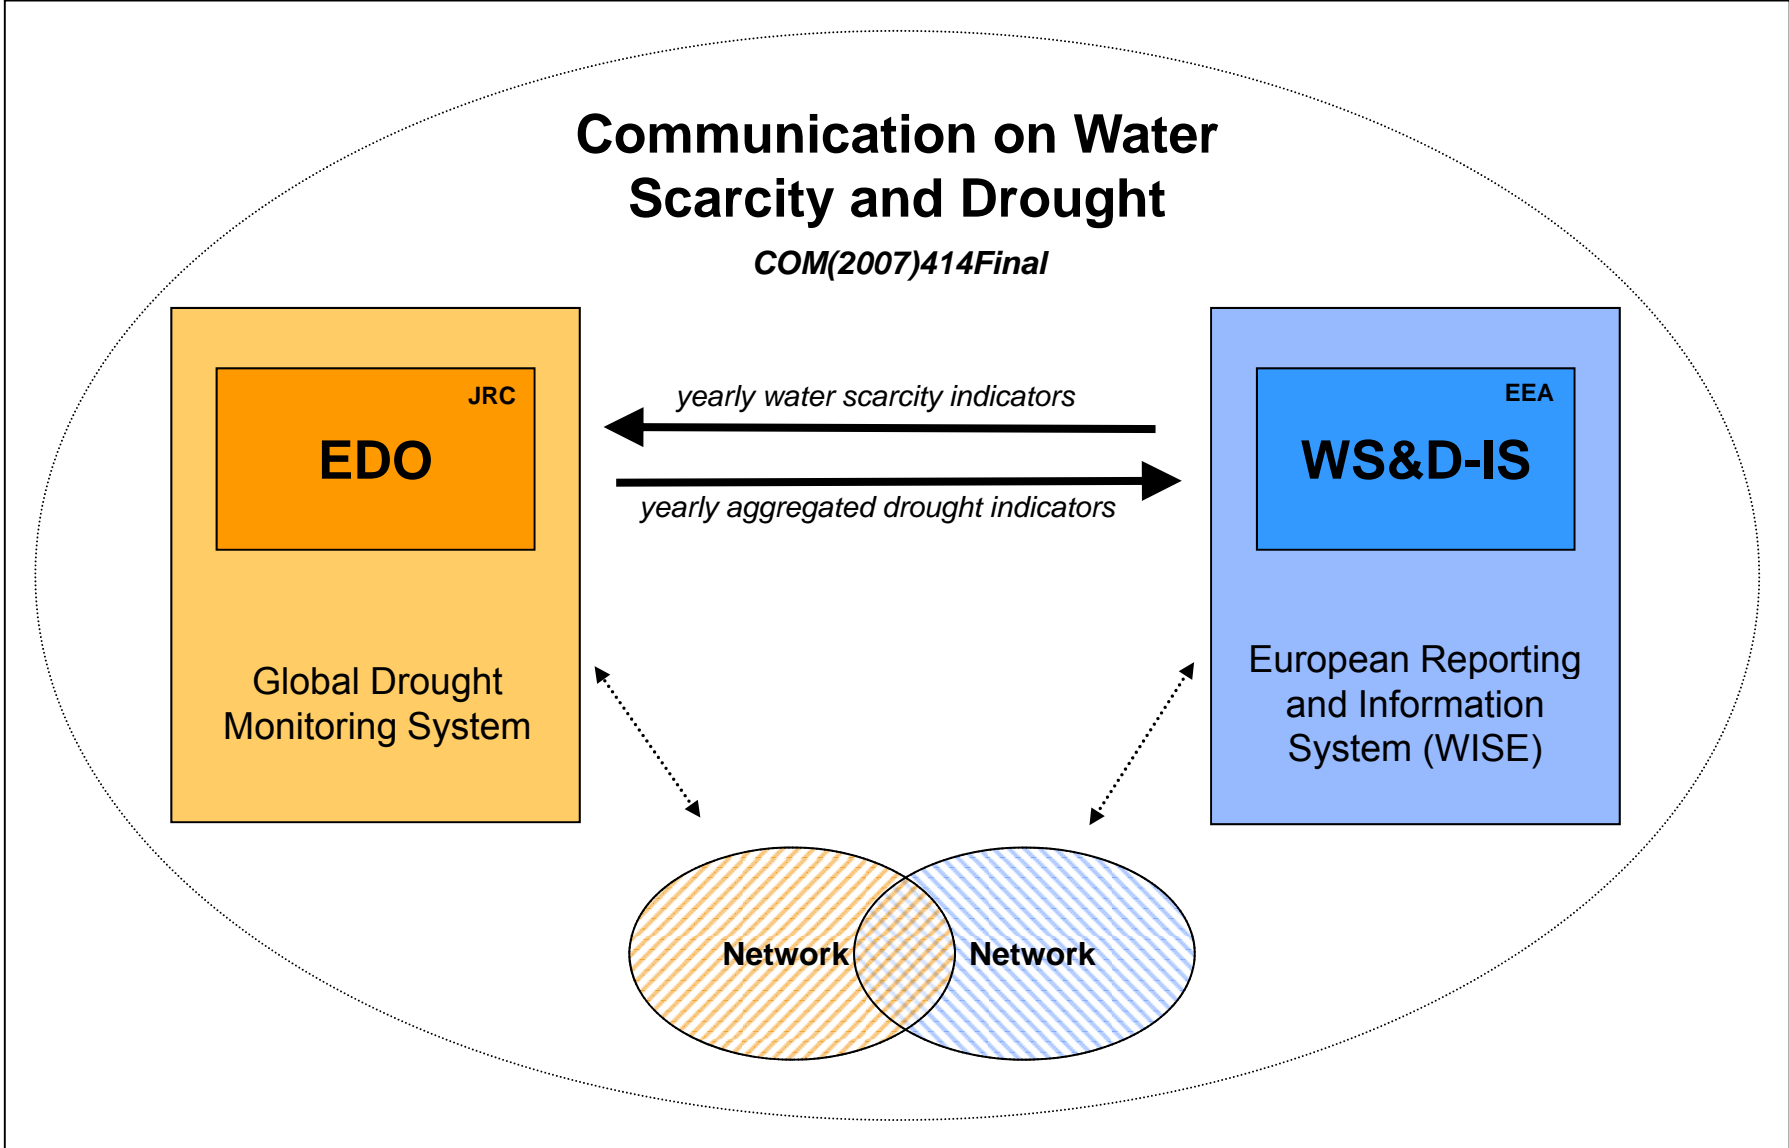 Communication on Water
Scarcity and Drought
COM(2007)414Final
JRC
EDO
Global Drought
Monitoring System
yearly water scarcity indicators
yearly aggregated drought indicators
EEA
WS&D-IS
European Reporting
and Information
System (WISE)
Network
Network